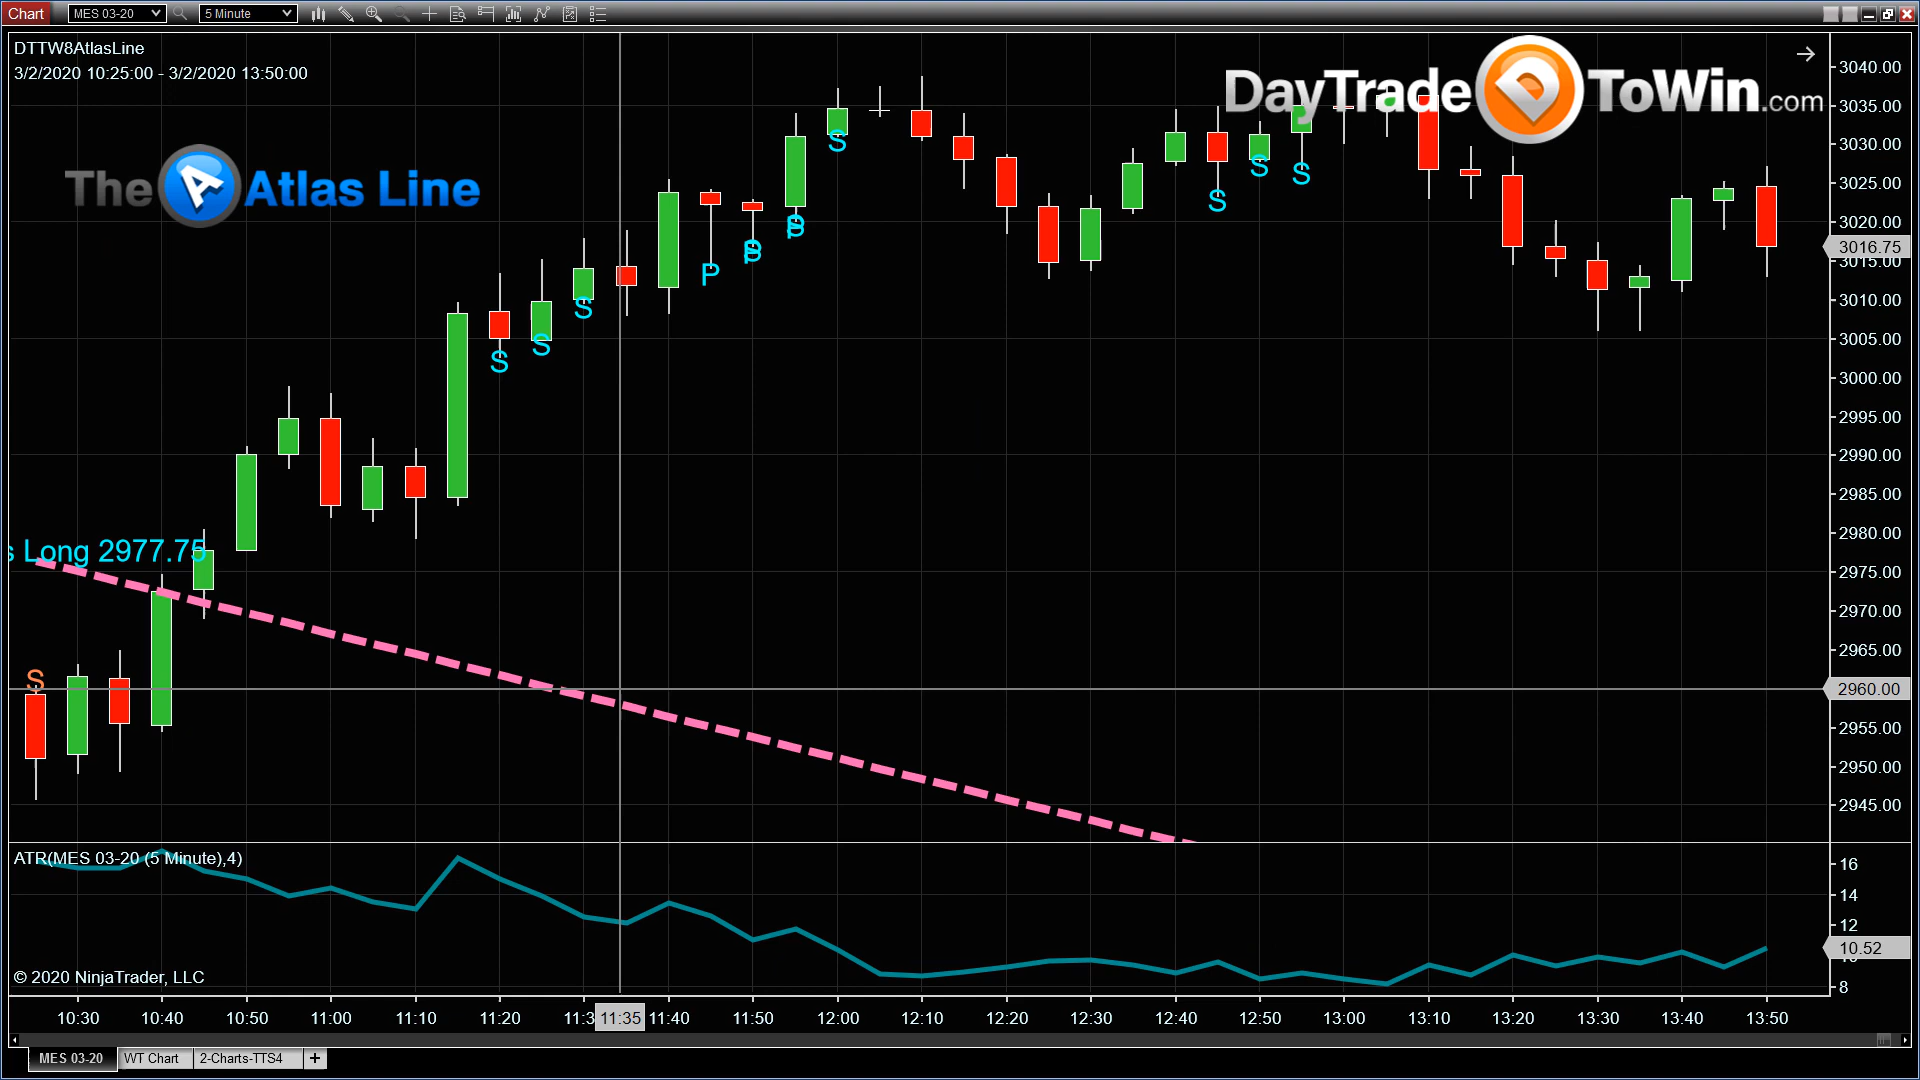 Chart MES 03-20 5 Minute
DTTW8AtlasLine
3/2/2020 10:25:00 - 3/2/2020 13:50:00
DayTradeToWin.com
The A Atlas Line
3040.00
3035.00
3030.00
3025.00
3020.00
3016.75
3015.00
3010.00
3005.00
3000.00
2995.00
2990.00
2985.00
2980.00
2975.00
2970.00
2965.00
2960.00
2955.00
2950.00
2945.00
S
S S S
P
S
S S S
s Long 2977.75
S
ATR(MES 03-20 (5 Minute),4)
16
14
12
10.52
10
8
© 2020 NinjaTrader, LLC
10:30 10:40 10:50 11:00 11:10 11:20 11:3 11:35 11:40 11:50 12:00 12:10 12:20 12:30 12:40 12:50 13:00 13:10 13:20 13:30 13:40 13:50
MES 03-20 WT Chart 2-Charts-TTS4 +